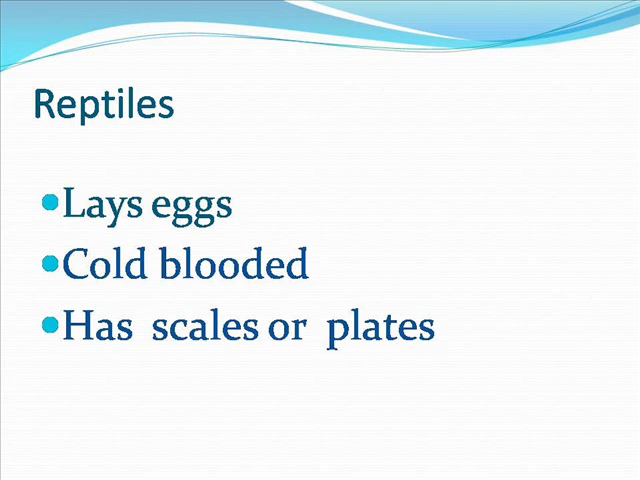 Reptiles
•Lays eggs
•Cold blooded
•Has scales or plates